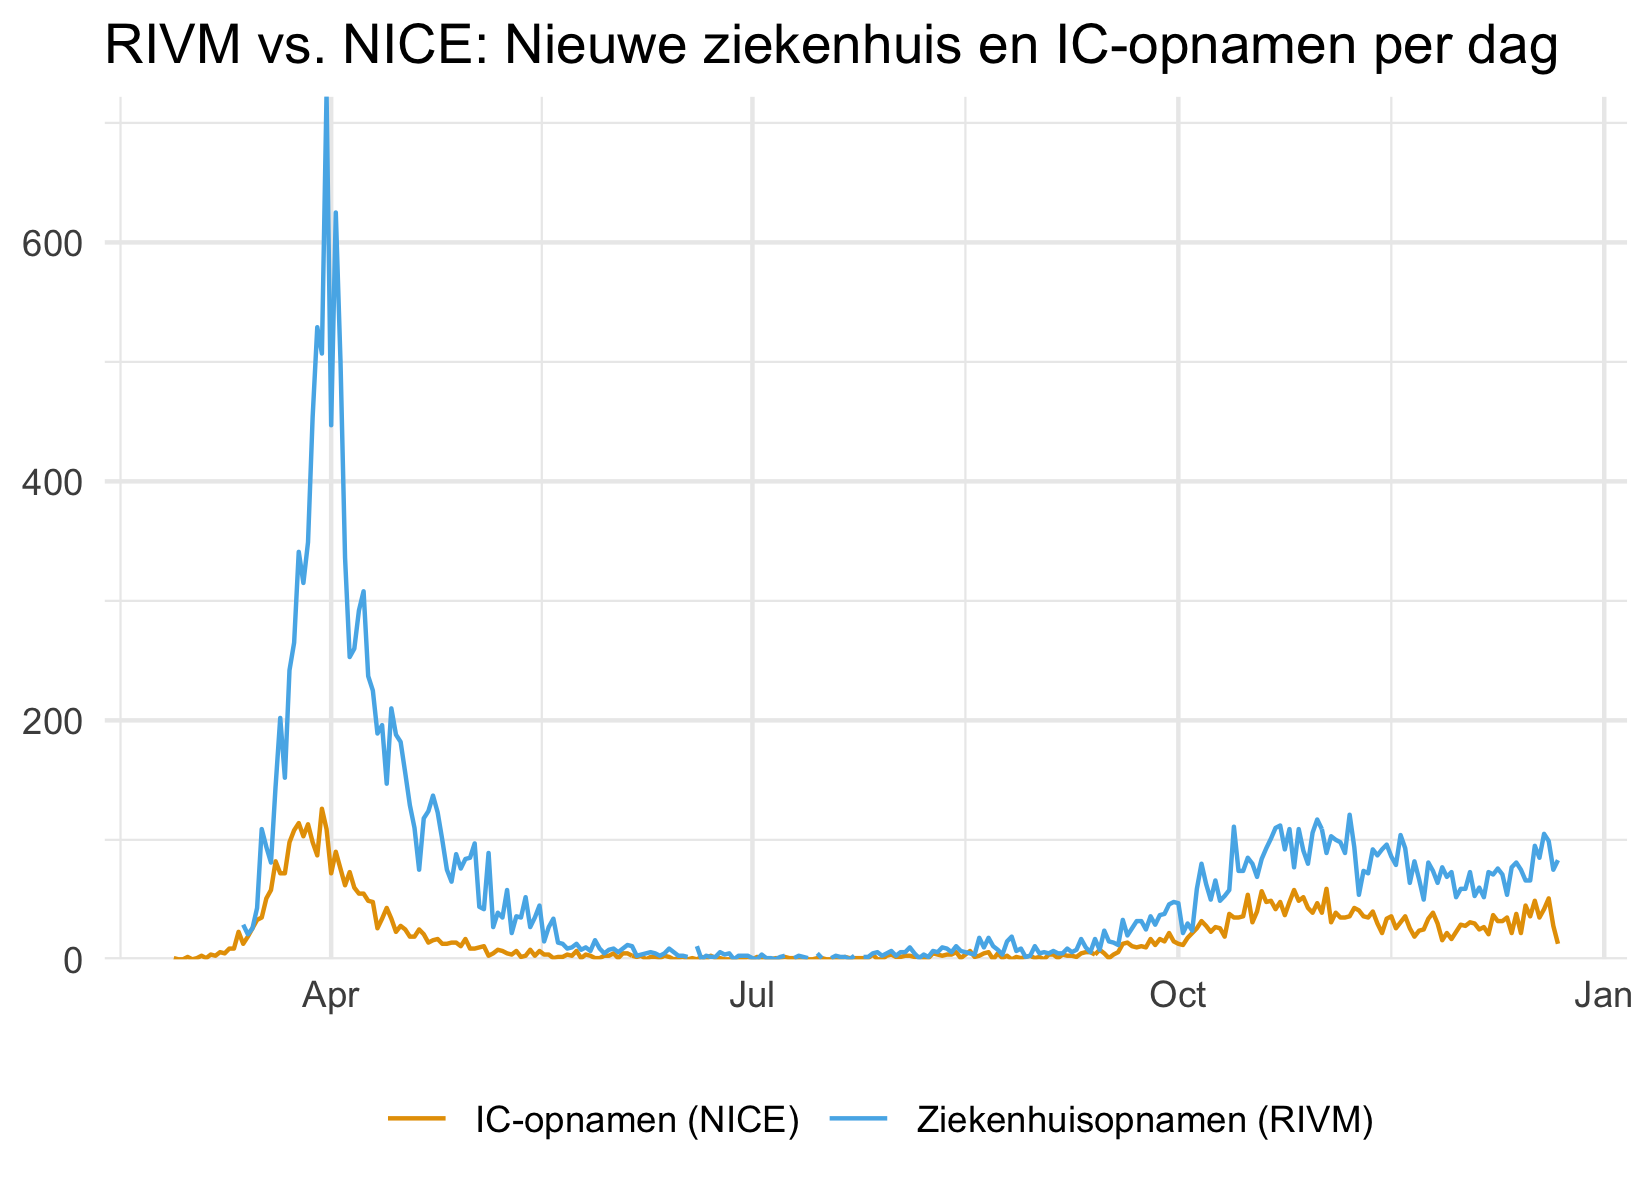 RIVM vs. NICE: Nieuwe ziekenhuis en IC-opnamen per dag
600
400
200
0
Apr Jul Oct Jan
IC-opnamen (NICE) Ziekenhuisopnamen (RIVM)